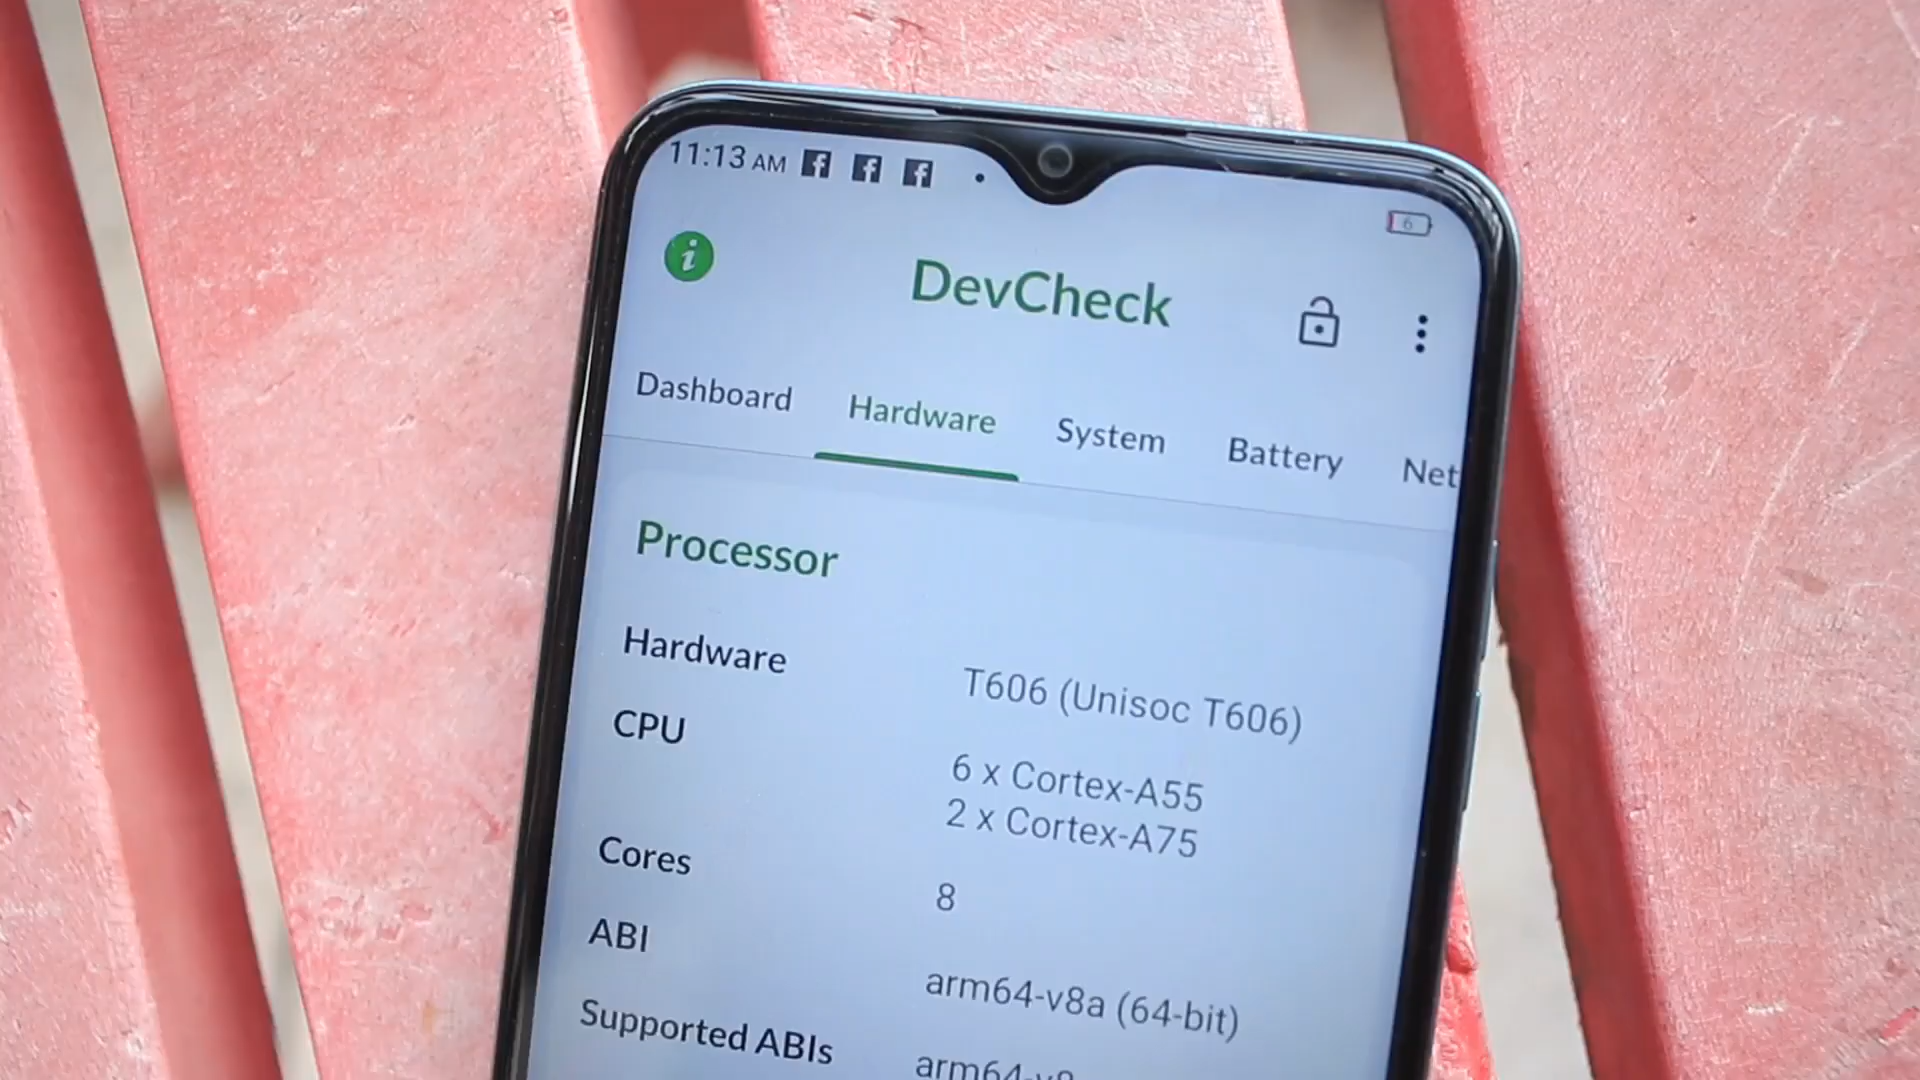 11:13 AM
6
DevCheck
Dashboard Hardware System Battery Net
Processor
Hardware T606 (Unisoc T606)
CPU 6 x Cortex-A55
2 x Cortex-A75
Cores 8
ABI arm64-v8a (64-bit)
Supported ABIs